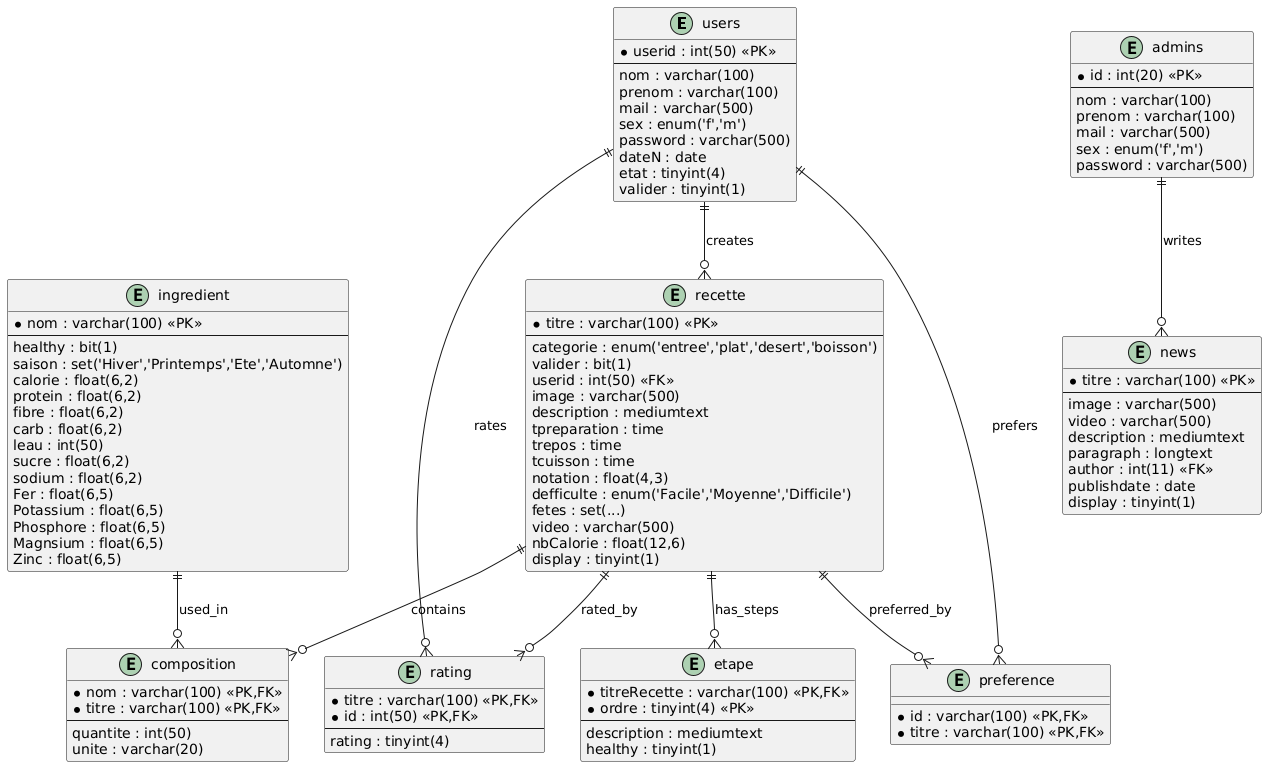 E users
* userid : int(50) «PK»
nom : varchar(100)
prenom : varchar(100)
mail : varchar(500)
sex : enum('f','m')
password : varchar(500)
dateN : date
etat : tinyint(4)
valider : tinyint(1)
E admins
* id : int(20) «PK»
nom : varchar(100)
prenom : varchar(100)
mail : varchar(500)
sex : enum('f','m')
password : varchar(500)
creates
writes
E ingredient
* nom : varchar(100) «PK»
healthy : bit(1)
saison : set('Hiver','Printemps','Ete','Automne')
calorie : float(6,2)
protein : float(6,2)
fibre : float(6,2)
carb : float(6,2)
leau : int(50)
sucre : float(6,2)
sodium : float(6,2)
Fer : float(6,5)
Potassium : float(6,5)
Phosphore : float(6,5)
Magnsium : float(6,5)
Zinc : float(6,5)
rates
E recette
* titre : varchar(100) «PK»
categorie : enum('entree','plat','desert','boisson')
valider : bit(1)
userid : int(50) «FK»
image : varchar(500)
description : mediumtext
tpreparation : time
trepos : time
tcuisson : time
notation : float(4,3)
defficulte : enum('Facile','Moyenne','Difficile')
fetes : set(...)
video : varchar(500)
nbCalorie : float(12,6)
display : tinyint(1)
prefers
E news
* titre : varchar(100) «PK»
image : varchar(500)
video : varchar(500)
description : mediumtext
paragraph : longtext
author : int(11) «FK»
publishdate : date
display : tinyint(1)
used_in
contains
rated_by
has_steps
preferred_by
E composition
* nom : varchar(100) «PK,FK»
* titre : varchar(100) «PK,FK»
quantite : int(50)
unite : varchar(20)
E rating
* titre : varchar(100) «PK,FK»
* id : int(50) «PK,FK»
rating : tinyint(4)
E etape
* titreRecette : varchar(100) «PK,FK»
* ordre : tinyint(4) «PK»
description : mediumtext
healthy : tinyint(1)
E preference
* id : varchar(100) «PK,FK»
* titre : varchar(100) «PK,FK»